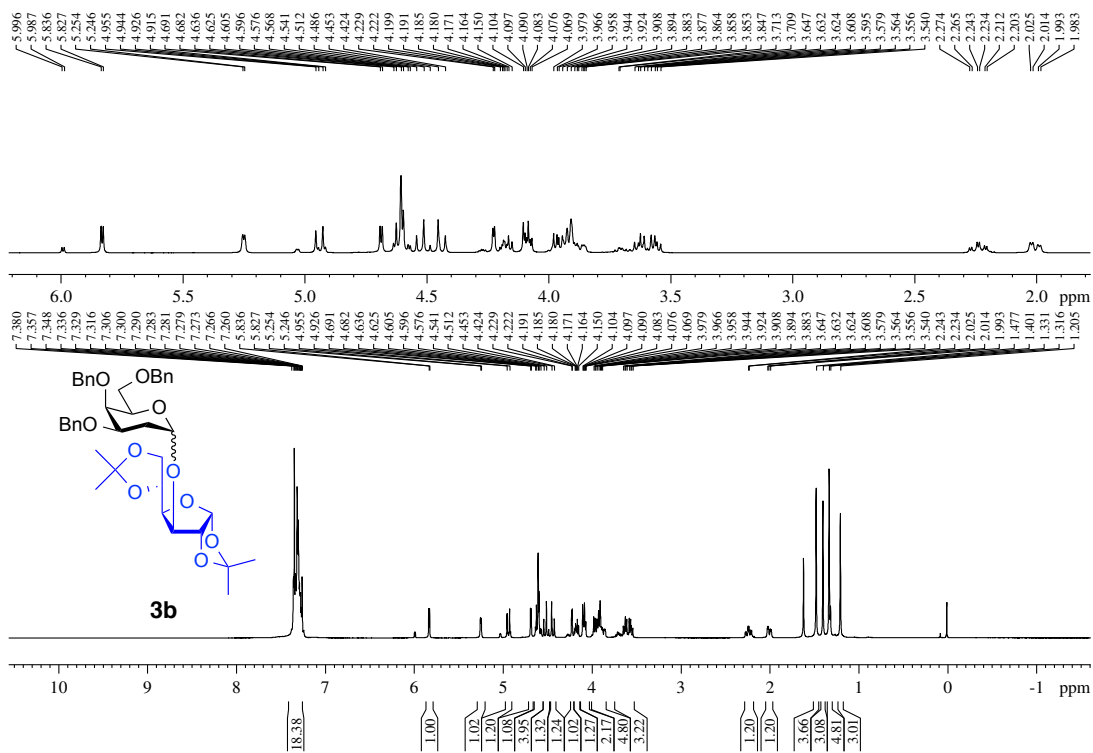 5.996 5.987 5.836 5.827 5.254 5.246 4.955 4.944 4.926 4.915 4.691 4.682 4.636 4.625 4.605 4.596 4.576 4.568 4.541 4.512 4.486 4.453 4.424 4.229 4.222 4.199 4.191 4.185 4.180 4.171 4.164 4.150 4.104 4.097 4.090 4.083 4.076 4.069 3.979 3.966 3.958 3.944 3.924 3.908 3.894 3.883 3.877 3.864 3.858 3.853 3.847 3.713 3.709 3.647 3.632 3.624 3.608 3.595 3.579 3.564 3.556 3.540 2.274 2.265 2.243 2.234 2.212 2.203 2.025 2.014 1.993 1.983
6.0 5.5 5.0 4.5 4.0 3.5 3.0 2.5 2.0 ppm
7.380 7.357 7.348 7.336 7.329 7.316 7.306 7.300 7.290 7.283 7.281 7.279 7.273 7.266 7.260 5.836 5.827 5.254 5.246 4.955 4.926 4.691 4.682 4.636 4.625 4.605 4.596 4.576 4.541 4.512 4.453 4.424 4.229 4.222 4.191 4.185 4.180 4.171 4.164 4.150 4.104 4.097 4.090 4.083 4.076 4.069 3.979 3.966 3.958 3.944 3.924 3.908 3.894 3.883 3.647 3.632 3.624 3.608 3.579 3.564 3.556 3.540 2.243 2.234 2.025 2.014 1.993 1.477 1.401 1.331 1.316 1.205
BnO OBn
O
BnO
O O
O O
O
O
3b
10 9 8 7 6 5 4 3 2 1 0 -1 ppm
18.38 1.00 1.02 1.20 1.08 3.95 1.32 1.24 1.02 1.27 2.17 4.80 3.22 1.20 1.20 3.66 3.08 4.81 3.01